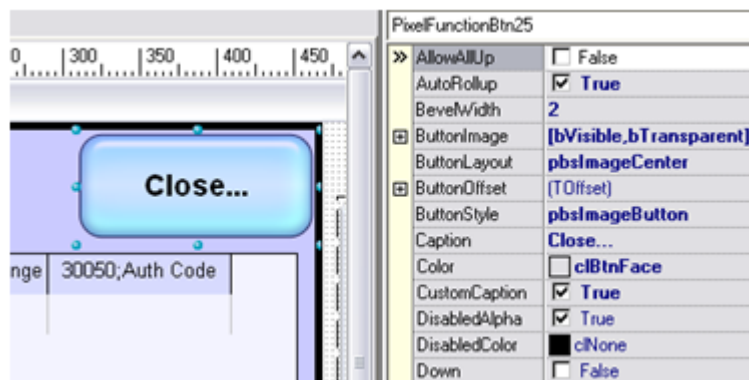 PixelFunctionBtn25
0 300 350 400 450
AllowAllUp False
AutoRollup True
BevelWidth 2
ButtonImage [bVisible,bTransparent]
ButtonLayout pbsImageCenter
ButtonOffset (TOffset)
ButtonStyle pbsImageButton
Caption Close...
Color clBtnFace
CustomCaption True
DisabledAlpha True
DisabledColor clNone
Down False
Close...
nge 30050;Auth Code